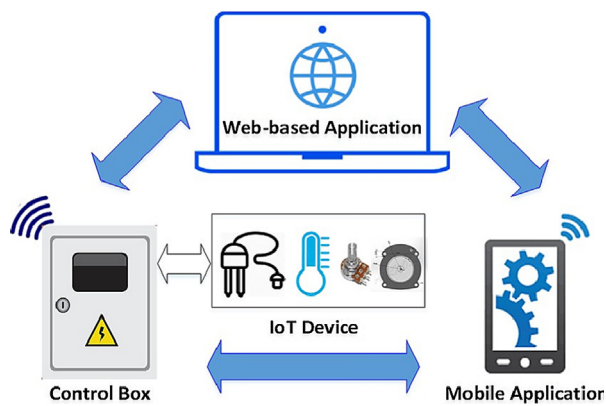 Web-based Application
IoT Device
Control Box
Mobile Application